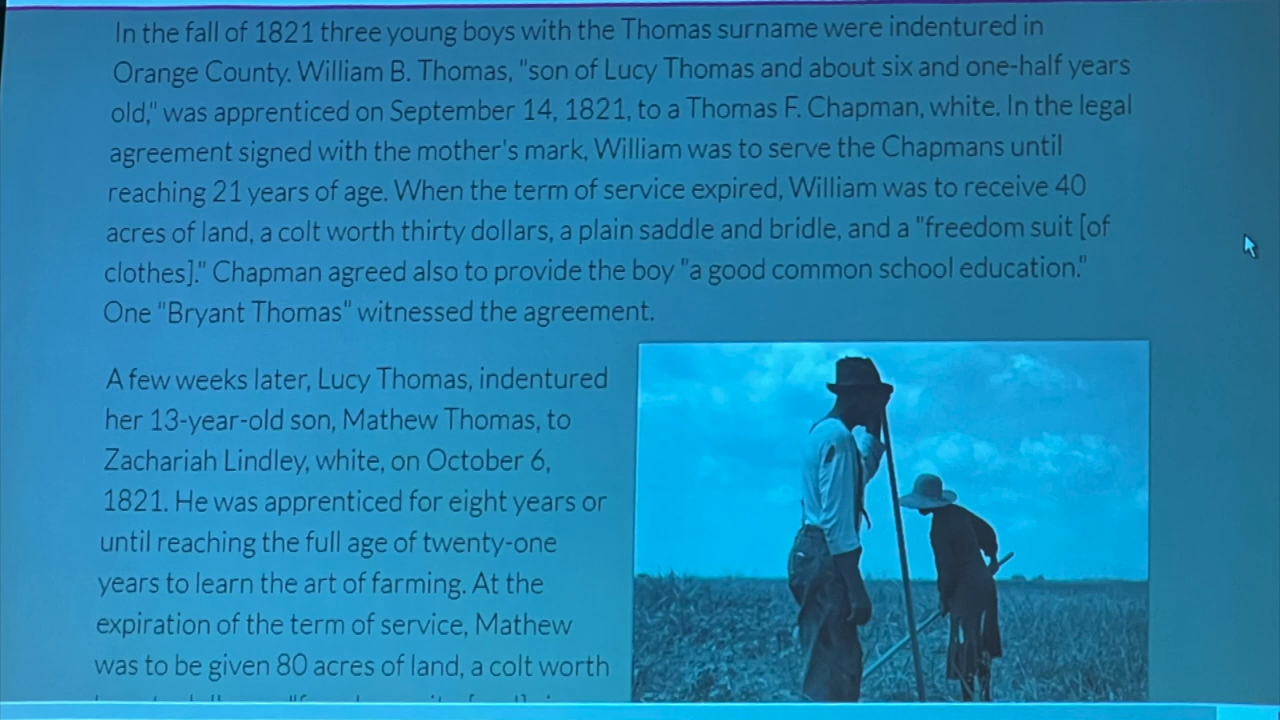 In the fall of 1821 three young boys with the Thomas surname were indentured in
Orange County. William B. Thomas, "son of Lucy Thomas and about six and one-half years
old," was apprenticed on September 14, 1821, to a Thomas F. Chapman, white. In the legal
agreement signed with the mother's mark, William was to serve the Chapmans until
reaching 21 years of age. When the term of service expired, William was to receive 40
acres of land, a colt worth thirty dollars, a plain saddle and bridle, and a "freedom suit [of
clothes]." Chapman agreed also to provide the boy "a good common school education."
One "Bryant Thomas" witnessed the agreement.
A few weeks later, Lucy Thomas, indentured
her 13-year-old son, Mathew Thomas, to
Zachariah Lindley, white, on October 6,
1821. He was apprenticed for eight years or
until reaching the full age of twenty-one
years to learn the art of farming. At the
expiration of the term of service, Mathew
was to be given 80 acres of land, a colt worth